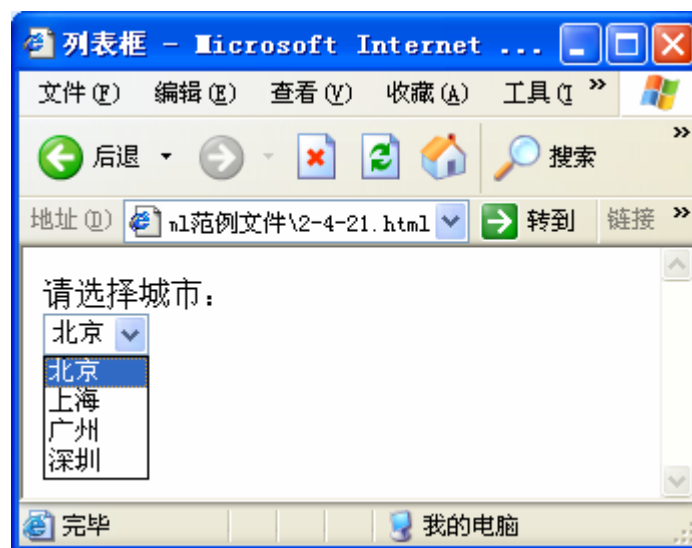 列表框 - Microsoft Internet ...
文件(F) 编辑(E) 查看(V) 收藏(A) 工具(T »
后退 搜索 »
地址(D) ml范例文件\2-4-21.html 转到 链接 »
请选择城市:
北京
北京
上海
广州
深圳
完毕 我的电脑